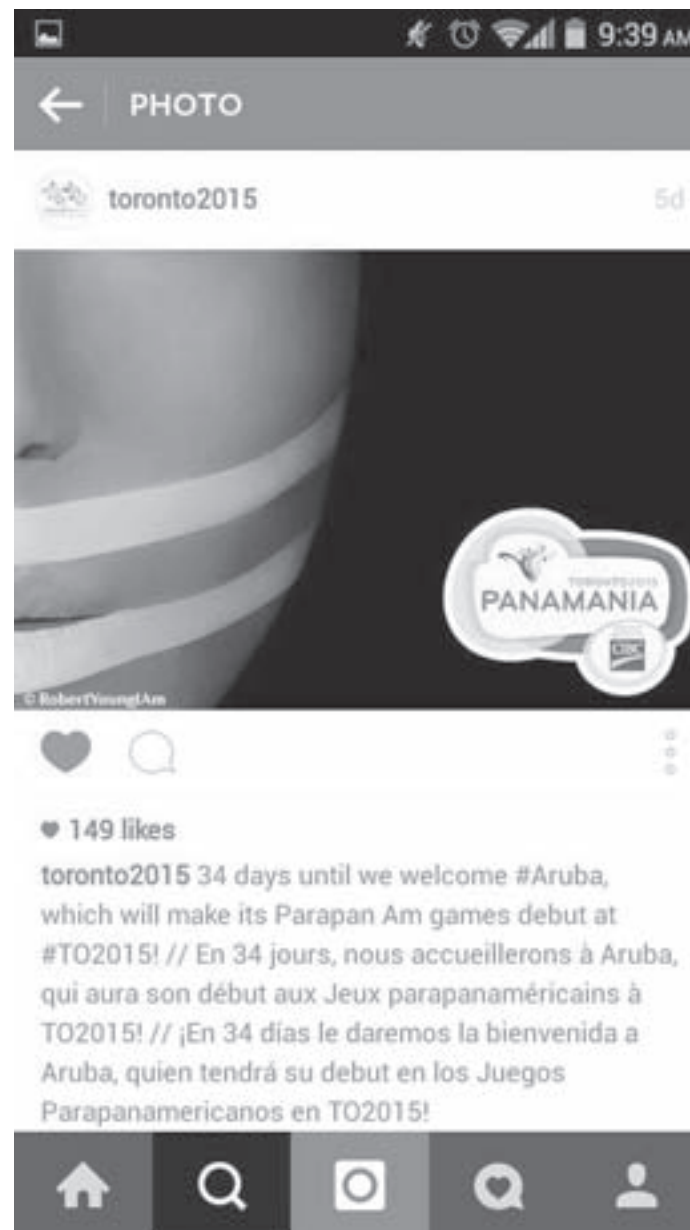 9:39 AM
PHOTO
toronto2015
5d
TORONTO2015
PANAMANIA
CIBC
© RobertYoungIAm
149 likes
toronto2015 34 days until we welcome #Aruba,
which will make its Parapan Am games debut at
#TO2015! // En 34 jours, nous accueillerons à Aruba,
qui aura son début aux Jeux parapanaméricains à
TO2015! // ¡En 34 días le daremos la bienvenida a
Aruba, quien tendrá su debut en los Juegos
Parapanamericanos en TO2015!